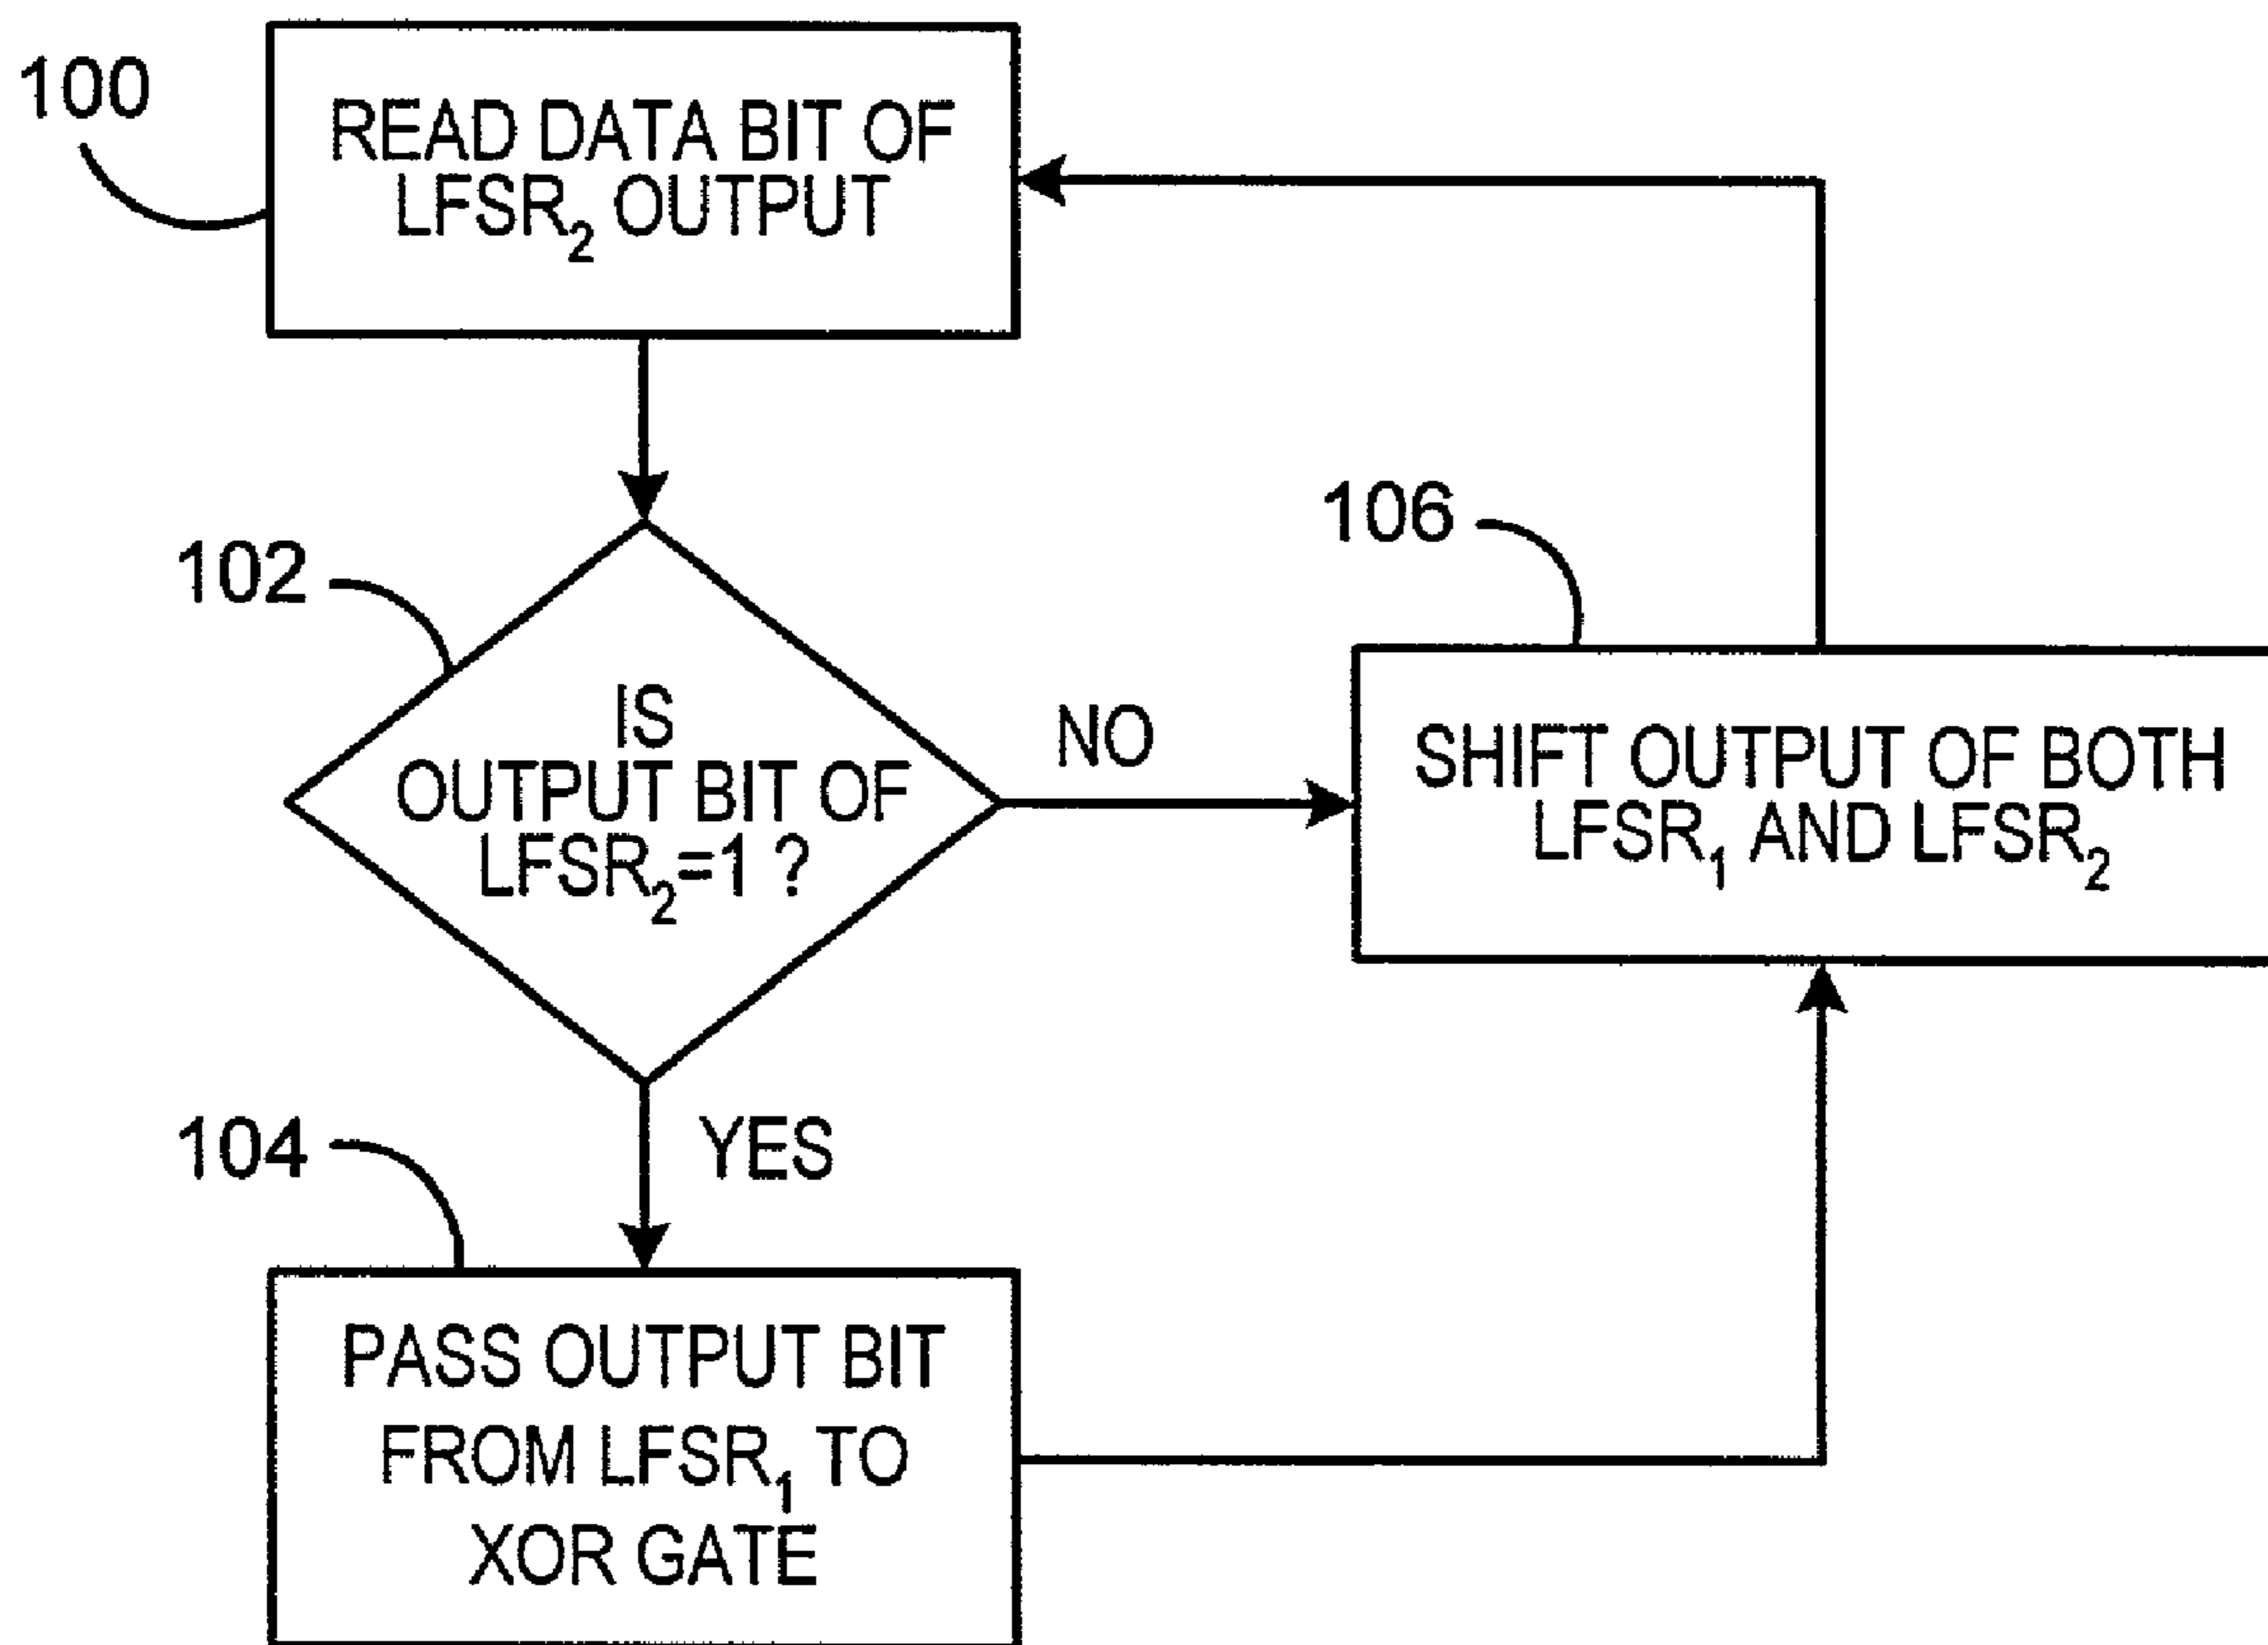 100
READ DATA BIT OF
LFSR₂ OUTPUT
102
IS
OUTPUT BIT OF
LFSR₂=1 ?
NO
106
SHIFT OUTPUT OF BOTH
LFSR₁ AND LFSR₂
104
YES
PASS OUTPUT BIT
FROM LFSR₁ TO
XOR GATE